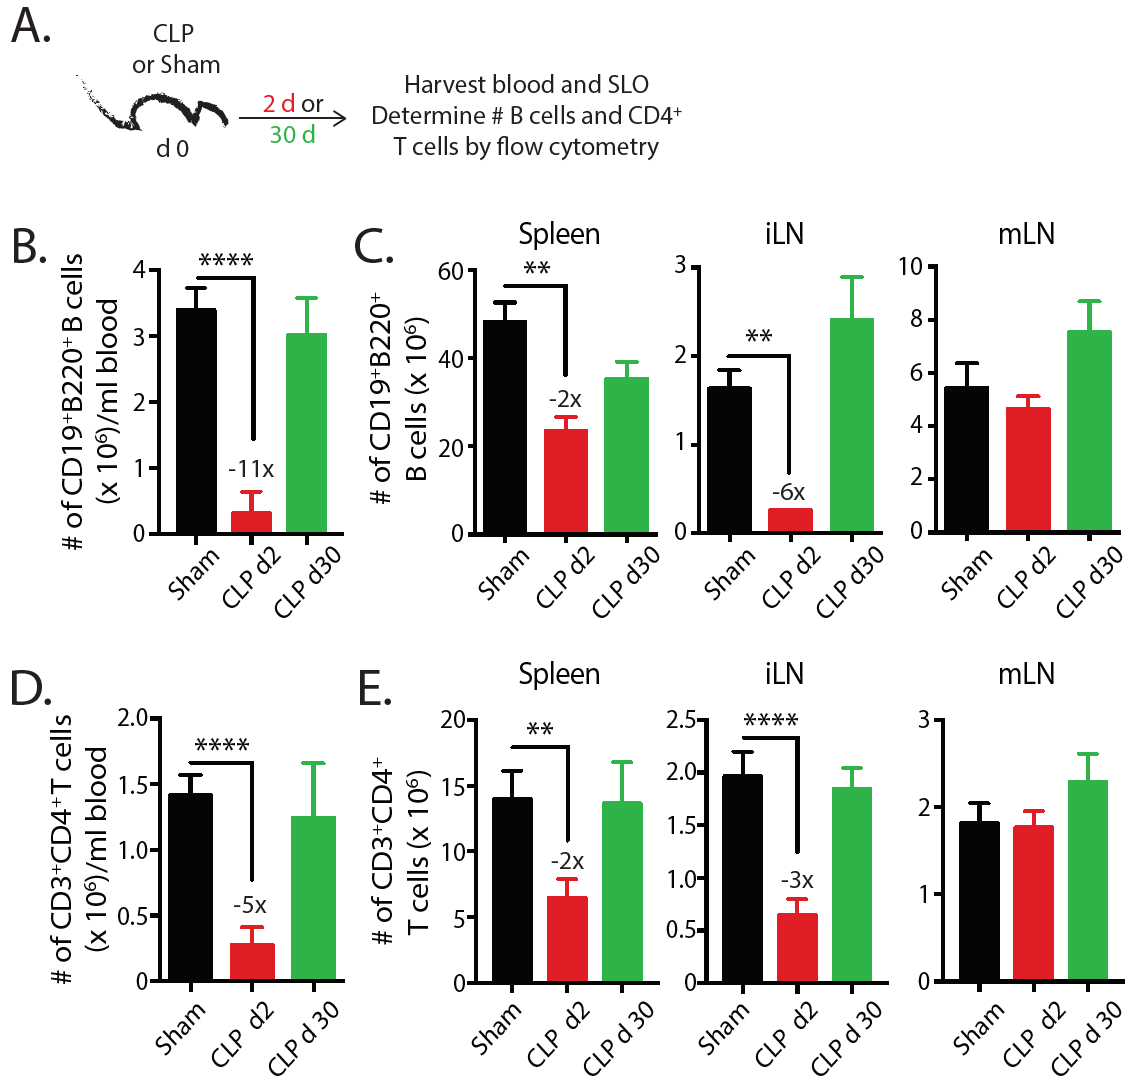 A.
CLP
or Sham
d 0
2 d or
30 d
Harvest blood and SLO
Determine # B cells and CD4⁺
T cells by flow cytometry
B.
# of CD19⁺B220⁺ B cells
(x 10⁶)/ml blood
4
3
2
1
0
****
-11x
Sham
CLP d2
CLP d30
C.
# of CD19⁺B220⁺
B cells (x 10⁶)
Spleen
60
40
20
0
**
-2x
Sham
CLP d2
CLP d30
iLN
3
2
1
0
**
-6x
Sham
CLP d2
CLP d30
mLN
10
8
6
4
2
0
Sham
CLP d2
CLP d30
D.
# of CD3⁺CD4⁺ T cells
(x 10⁶)/ml blood
2.0
1.5
1.0
0.5
0
****
-5x
Sham
CLP d2
CLP d 30
E.
# of CD3⁺CD4⁺
T cells (x 10⁶)
Spleen
20
15
10
5
0
**
-2x
Sham
CLP d2
CLP d 30
iLN
2.5
2.0
1.5
1.0
0.5
0
****
-3x
Sham
CLP d2
CLP d 30
mLN
3
2
1
0
Sham
CLP d2
CLP d 30